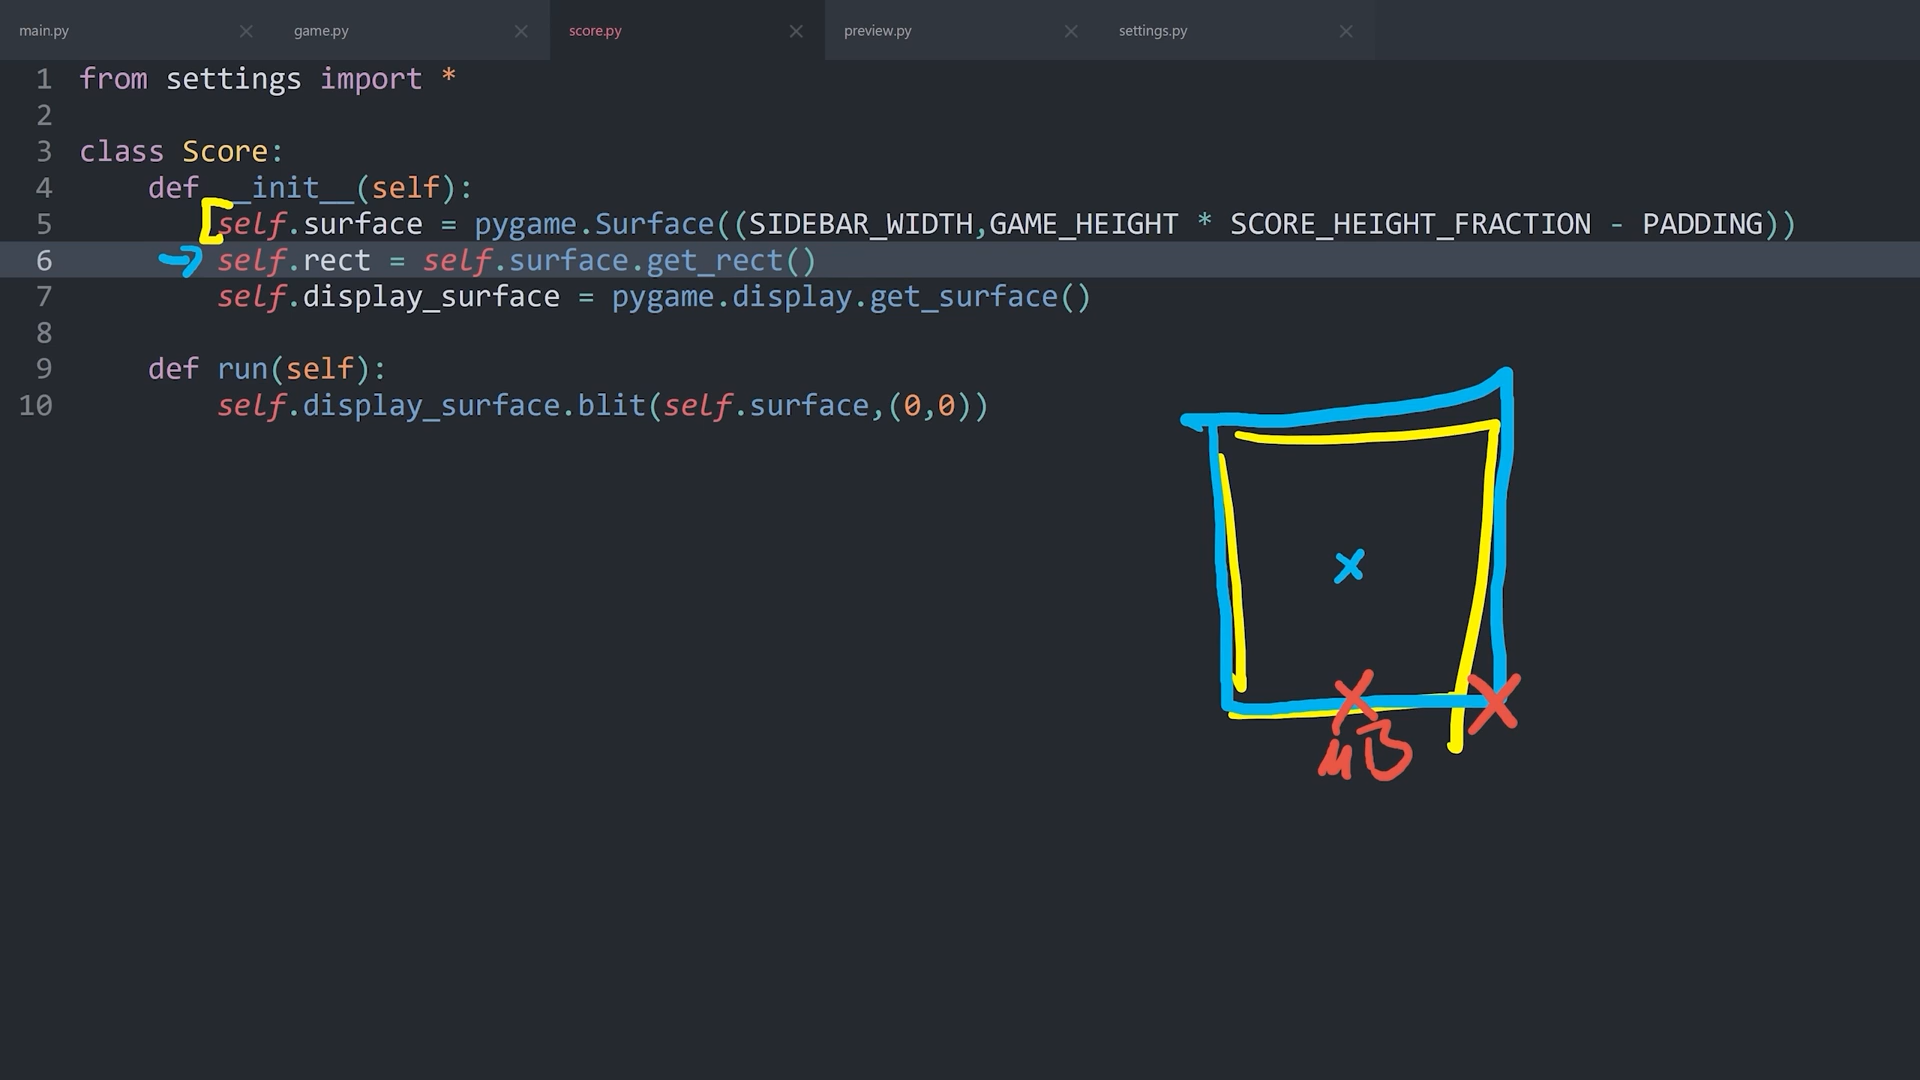 main.py game.py score.py preview.py settings.py
1 from settings import *
2
3 class Score:
4 def __init__(self):
5 self.surface = pygame.Surface((SIDEBAR_WIDTH,GAME_HEIGHT * SCORE_HEIGHT_FRACTION - PADDING))
6 self.rect = self.surface.get_rect()
7 self.display_surface = pygame.display.get_surface()
8
9 def run(self):
10 self.display_surface.blit(self.surface,(0,0))
MB